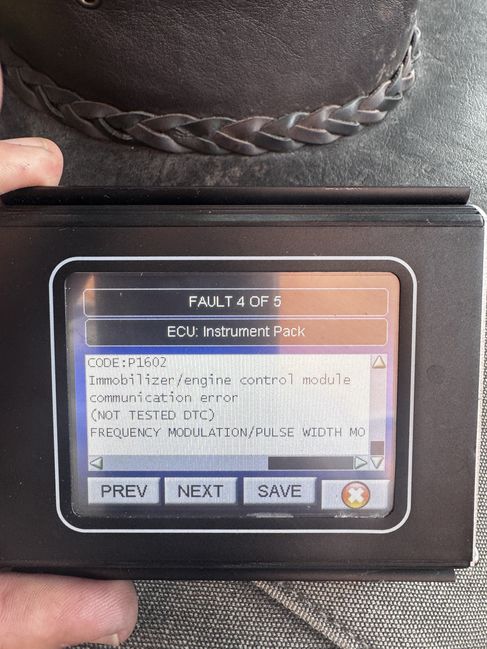 FAULT 4 OF 5
ECU: Instrument Pack
CODE:P1602
Immobilizer/engine control module
communication error
(NOT TESTED DTC)
FREQUENCY MODULATION/PULSE WIDTH MO
PREV NEXT SAVE